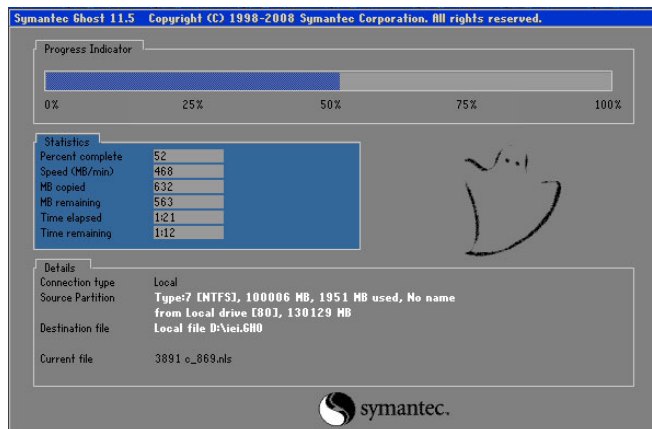 Symantec Ghost 11.5 Copyright (C) 1998-2008 Symantec Corporation. All rights reserved.
Progress Indicator
0% 25% 50% 75% 100%
Statistics
Percent complete 52
Speed (MB/min) 468
MB copied 632
MB remaining 563
Time elapsed 1:21
Time remaining 1:12
Details
Connection type Local
Source Partition Type:7 [NTFS], 100006 MB, 1951 MB used, No name
from Local drive [80], 130129 MB
Destination file Local file D:\iei.GHO
Current file 3891 c_869.nls
symantec.